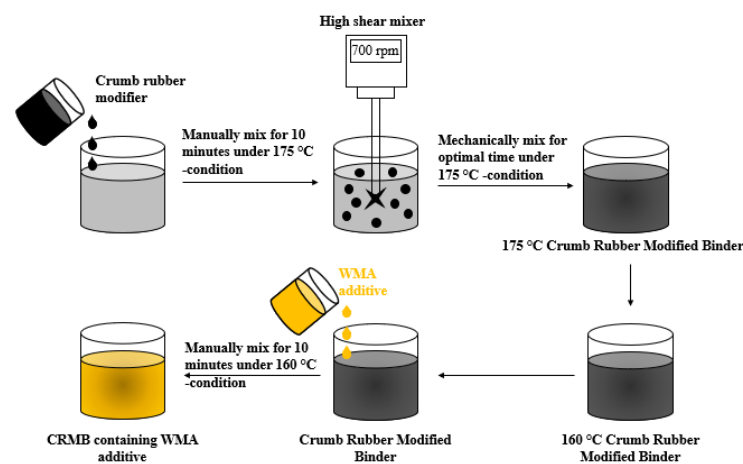 High shear mixer
700 rpm
Crumb rubber
modifier
Manually mix for 10
minutes under 175 °C
-condition
Mechanically mix for
optimal time under
175 °C -condition
175 °C Crumb Rubber Modified Binder
WMA
additive
Manually mix for 10
minutes under 160 °C
-condition
CRMB containing WMA
additive
Crumb Rubber Modified
Binder
160 °C Crumb Rubber
Modified Binder